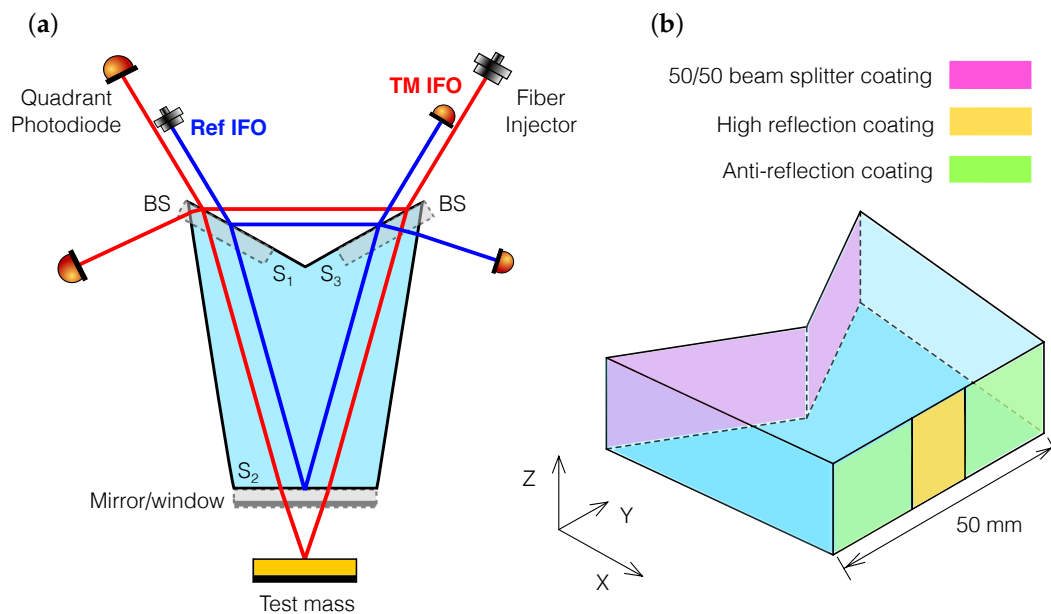 (a)
Quadrant
Photodiode
Ref IFO
TM IFO
Fiber
Injector
BS
BS
S1
S3
S2
Mirror/window
Test mass
(b)
50/50 beam splitter coating
High reflection coating
Anti-reflection coating
Z
Y
X
50 mm